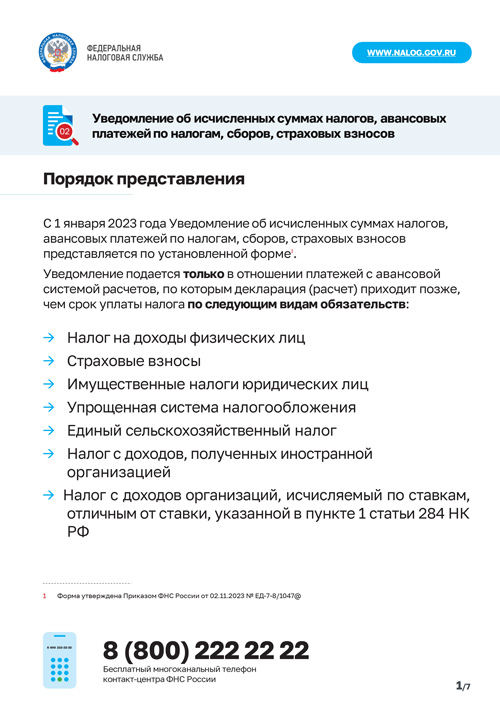 ФЕДЕРАЛЬНАЯ
НАЛОГОВАЯ СЛУЖБА
WWW.NALOG.GOV.RU
02
Уведомление об исчисленных суммах налогов, авансовых
платежей по налогам, сборов, страховых взносов
Порядок представления
С 1 января 2023 года Уведомление об исчисленных суммах налогов,
авансовых платежей по налогам, сборов, страховых взносов
представляется по установленной форме¹.
Уведомление подается только в отношении платежей с авансовой
системой расчетов, по которым декларация (расчет) приходит позже,
чем срок уплаты налога по следующим видам обязательств:
→ Налог на доходы физических лиц
→ Страховые взносы
→ Имущественные налоги юридических лиц
→ Упрощенная система налогообложения
→ Единый сельскохозяйственный налог
→ Налог с доходов, полученных иностранной
организацией
→ Налог с доходов организаций, исчисляемый по ставкам,
отличным от ставки, указанной в пункте 1 статьи 284 НК
РФ
1 Форма утверждена Приказом ФНС России от 02.11.2023 № ЕД-7-8/1047@
8 800 222 22 22
8 (800) 222 22 22
Бесплатный многоканальный телефон
контакт-центра ФНС России
1/7